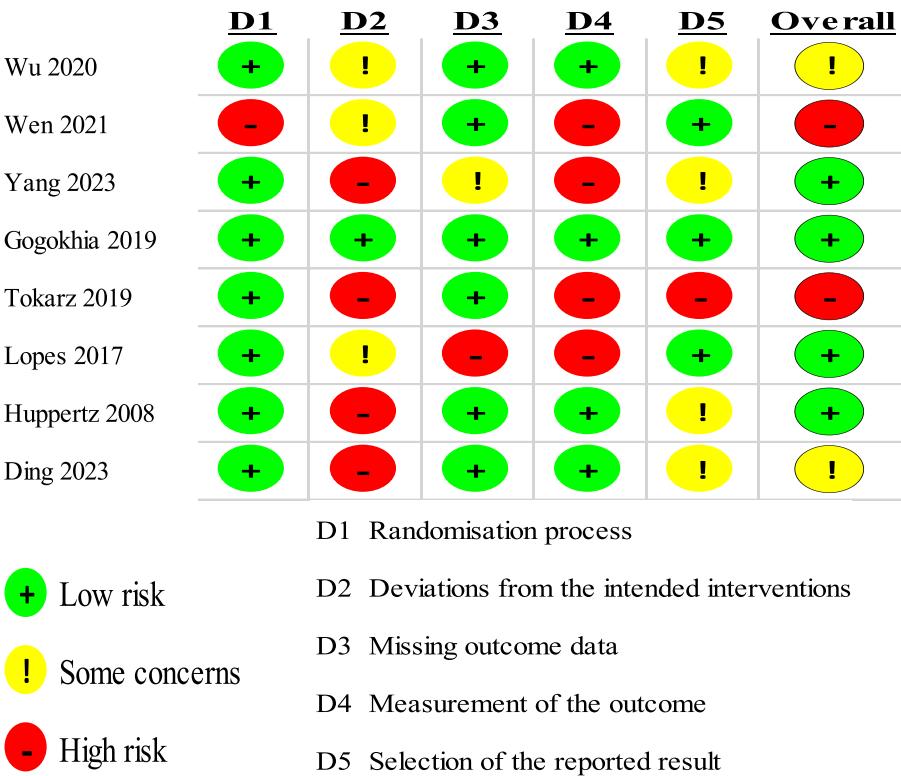 D1 D2 D3 D4 D5 Overall
Wu 2020 + ! + + ! !
Wen 2021 - ! + - + -
Yang 2023 + - ! - ! +
Gogokhia 2019 + + + + + +
Tokarz 2019 + - + - - -
Lopes 2017 + ! - - + +
Huppertz 2008 + - + + ! +
Ding 2023 + - + + ! !
D1 Randomisation process
D2 Deviations from the intended interventions
D3 Missing outcome data
D4 Measurement of the outcome
D5 Selection of the reported result
+ Low risk
! Some concerns
- High risk